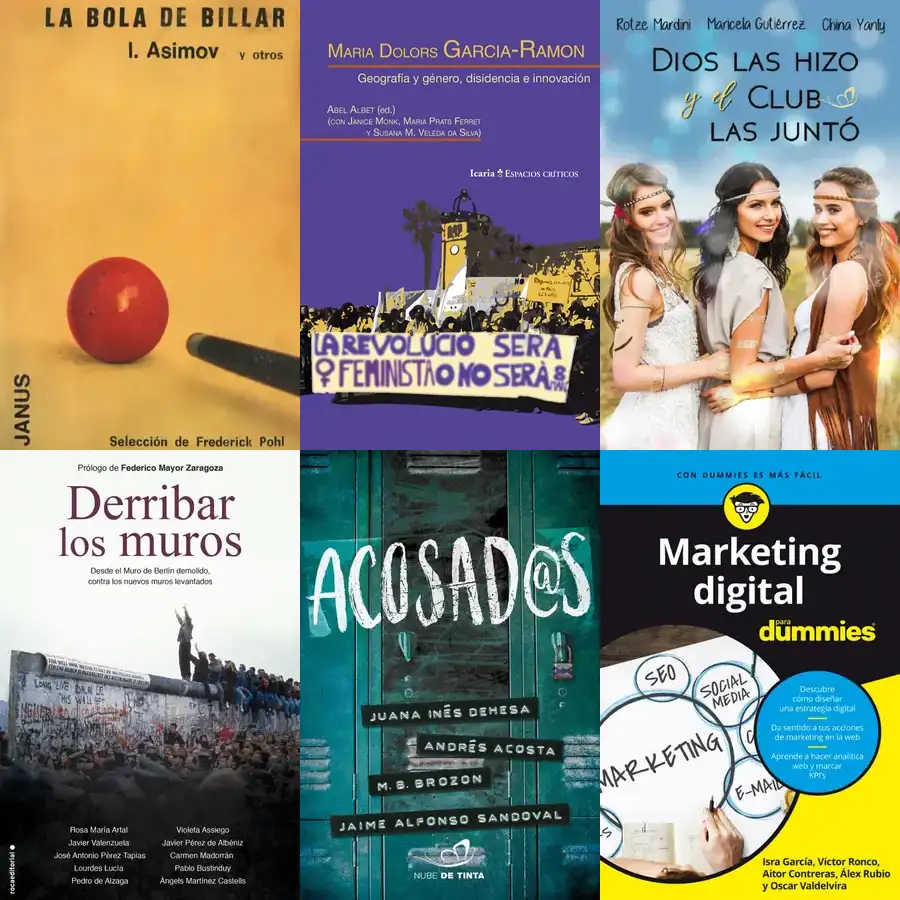 LA BOLA DE BILLAR
I. Asimov y otros
JANUS
Selección de Frederick Pohl
MARIA DOLORS GARCIA-RAMON
Geografía y género, disidencia e innovación
ABEL ALBET (ed.)
(CON JANICE MONK, MARIA PRATS FERRET
Y SUSANA M. VELEDA DA SILVA)
Icaria ESPACIOS CRÍTICOS
LA REVOLUCIO SERA
FEMINISTA O NO SERÀ
Rotze Mardini Maricela Gutiérrez China Yanly
DIOS LAS HIZO
y el CLUB
LAS JUNTÓ
Prólogo de Federico Mayor Zaragoza
Derribar
los muros
Desde el Muro de Berlín demolido,
contra los nuevos muros levantados
Rosa María Artal
Javier Valenzuela
José Antonio Pérez Tapias
Lourdes Lucía
Pedro de Alzaga
Violeta Assiego
Javier Pérez de Albéniz
Carmen Madorrán
Pablo Bustinduy
Àngels Martínez Castells
rocaeditorial
ACOSAD@S
JUANA INÉS DEHESA
ANDRÉS ACOSTA
M.B. BROZON
JAIME ALFONSO SANDOVAL
NUBE DE TINTA
CON DUMMIES ES MÁS FÁCIL
Marketing
digital
para
dummies
SEO
SOCIAL
MEDIA
MARKETING
E-MAIL
Descubre
cómo diseñar
una estrategia digital
Da sentido a tus acciones
de marketing en la web
Aprende a hacer analítica
web y marcar
KPI's
Isra García, Víctor Ronco,
Aitor Contreras, Álex Rubio
y Oscar Valdelvira